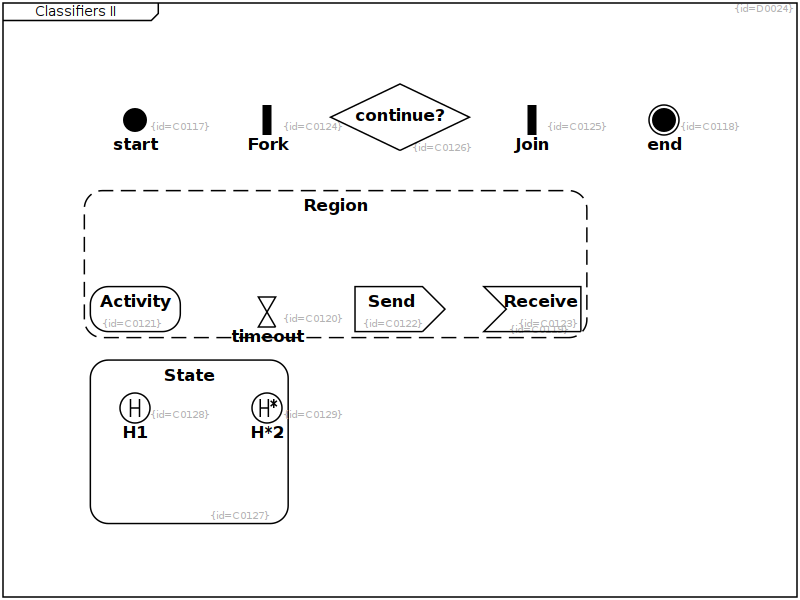 Classifiers II
{id=D0024}
{id=C0117}
start
{id=C0124}
Fork
continue?
{id=C0126}
{id=C0125}
Join
{id=C0118}
end
Region
Activity
{id=C0121}
{id=C0120}
timeout
Send
{id=C0122}
Receive
{id=C0123}
{id=C0119}
State
H
{id=C0128}
H1
H*
{id=C0129}
H*2
{id=C0127}